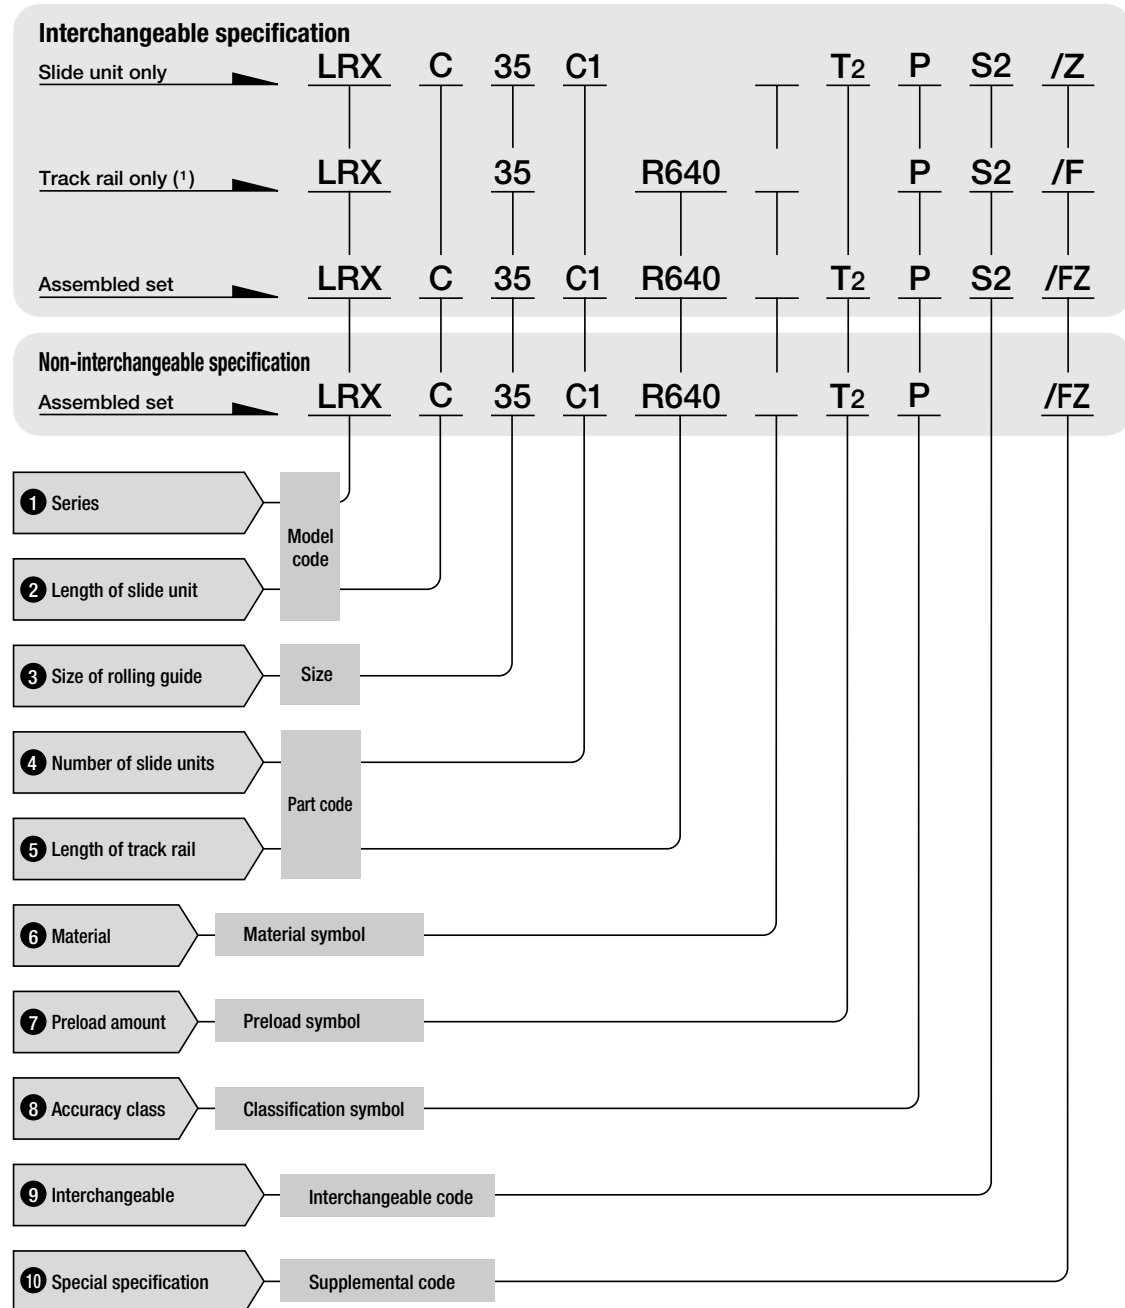 Interchangeable specification
Slide unit only LRX C 35 C1 T2 P S2 /Z
Track rail only (¹) LRX 35 R640 P S2 /F
Assembled set LRX C 35 C1 R640 T2 P S2 /FZ
Non-interchangeable specification
Assembled set LRX C 35 C1 R640 T2 P /FZ
1 Series
Model
code
2 Length of slide unit
3 Size of rolling guide Size
4 Number of slide units
Part code
5 Length of track rail
6 Material Material symbol
7 Preload amount Preload symbol
8 Accuracy class Classification symbol
9 Interchangeable Interchangeable code
10 Special specification Supplemental code